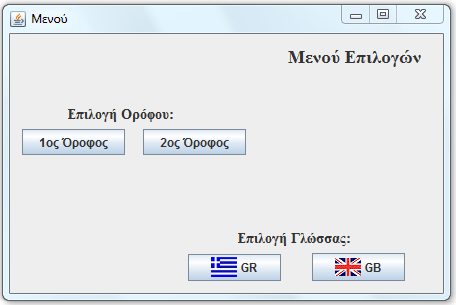 Μενού
Μενού Επιλογών
Επιλογή Ορόφου:
1ος Όροφος 2ος Όροφος
Επιλογή Γλώσσας:
GR GB